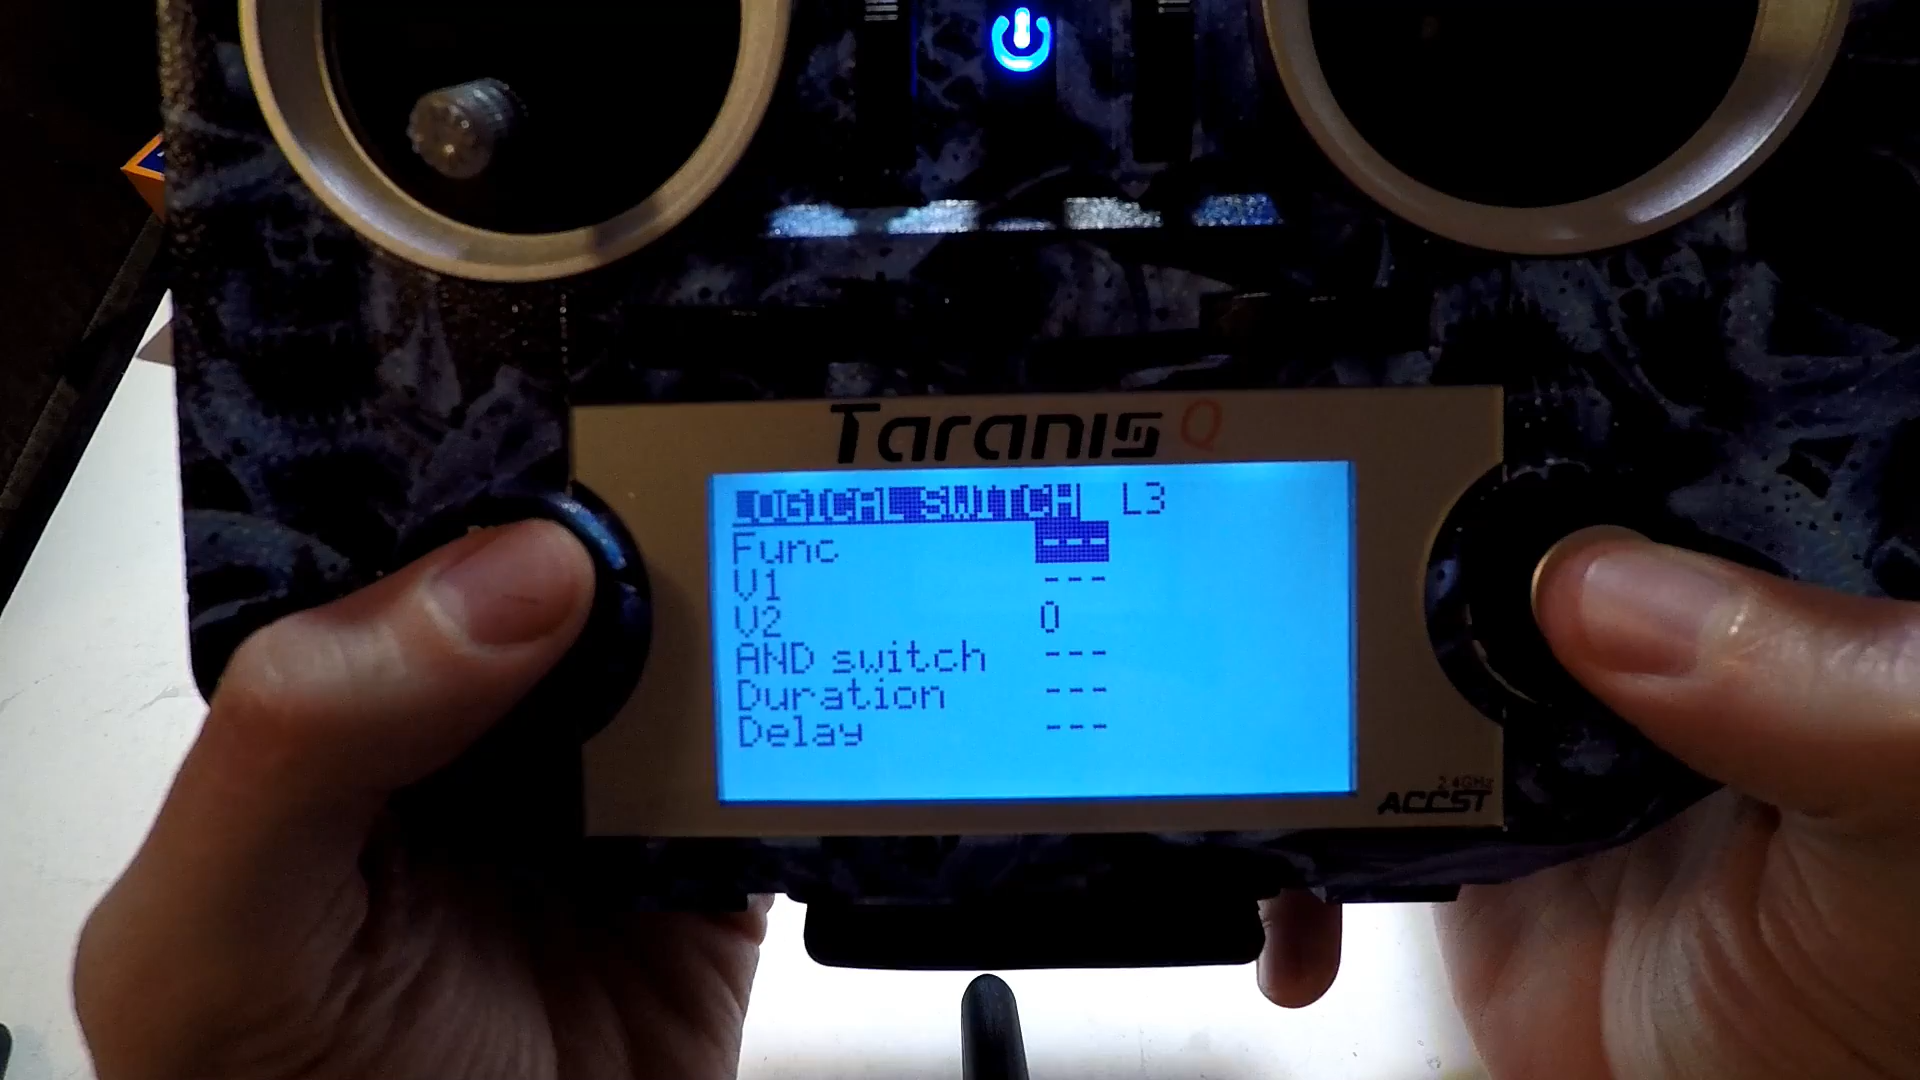 Taranis Q
LOGICAL SWITCH L3
Func ---
V1 ---
V2 0
AND switch ---
Duration ---
Delay ---
2.4GHz
ACCST